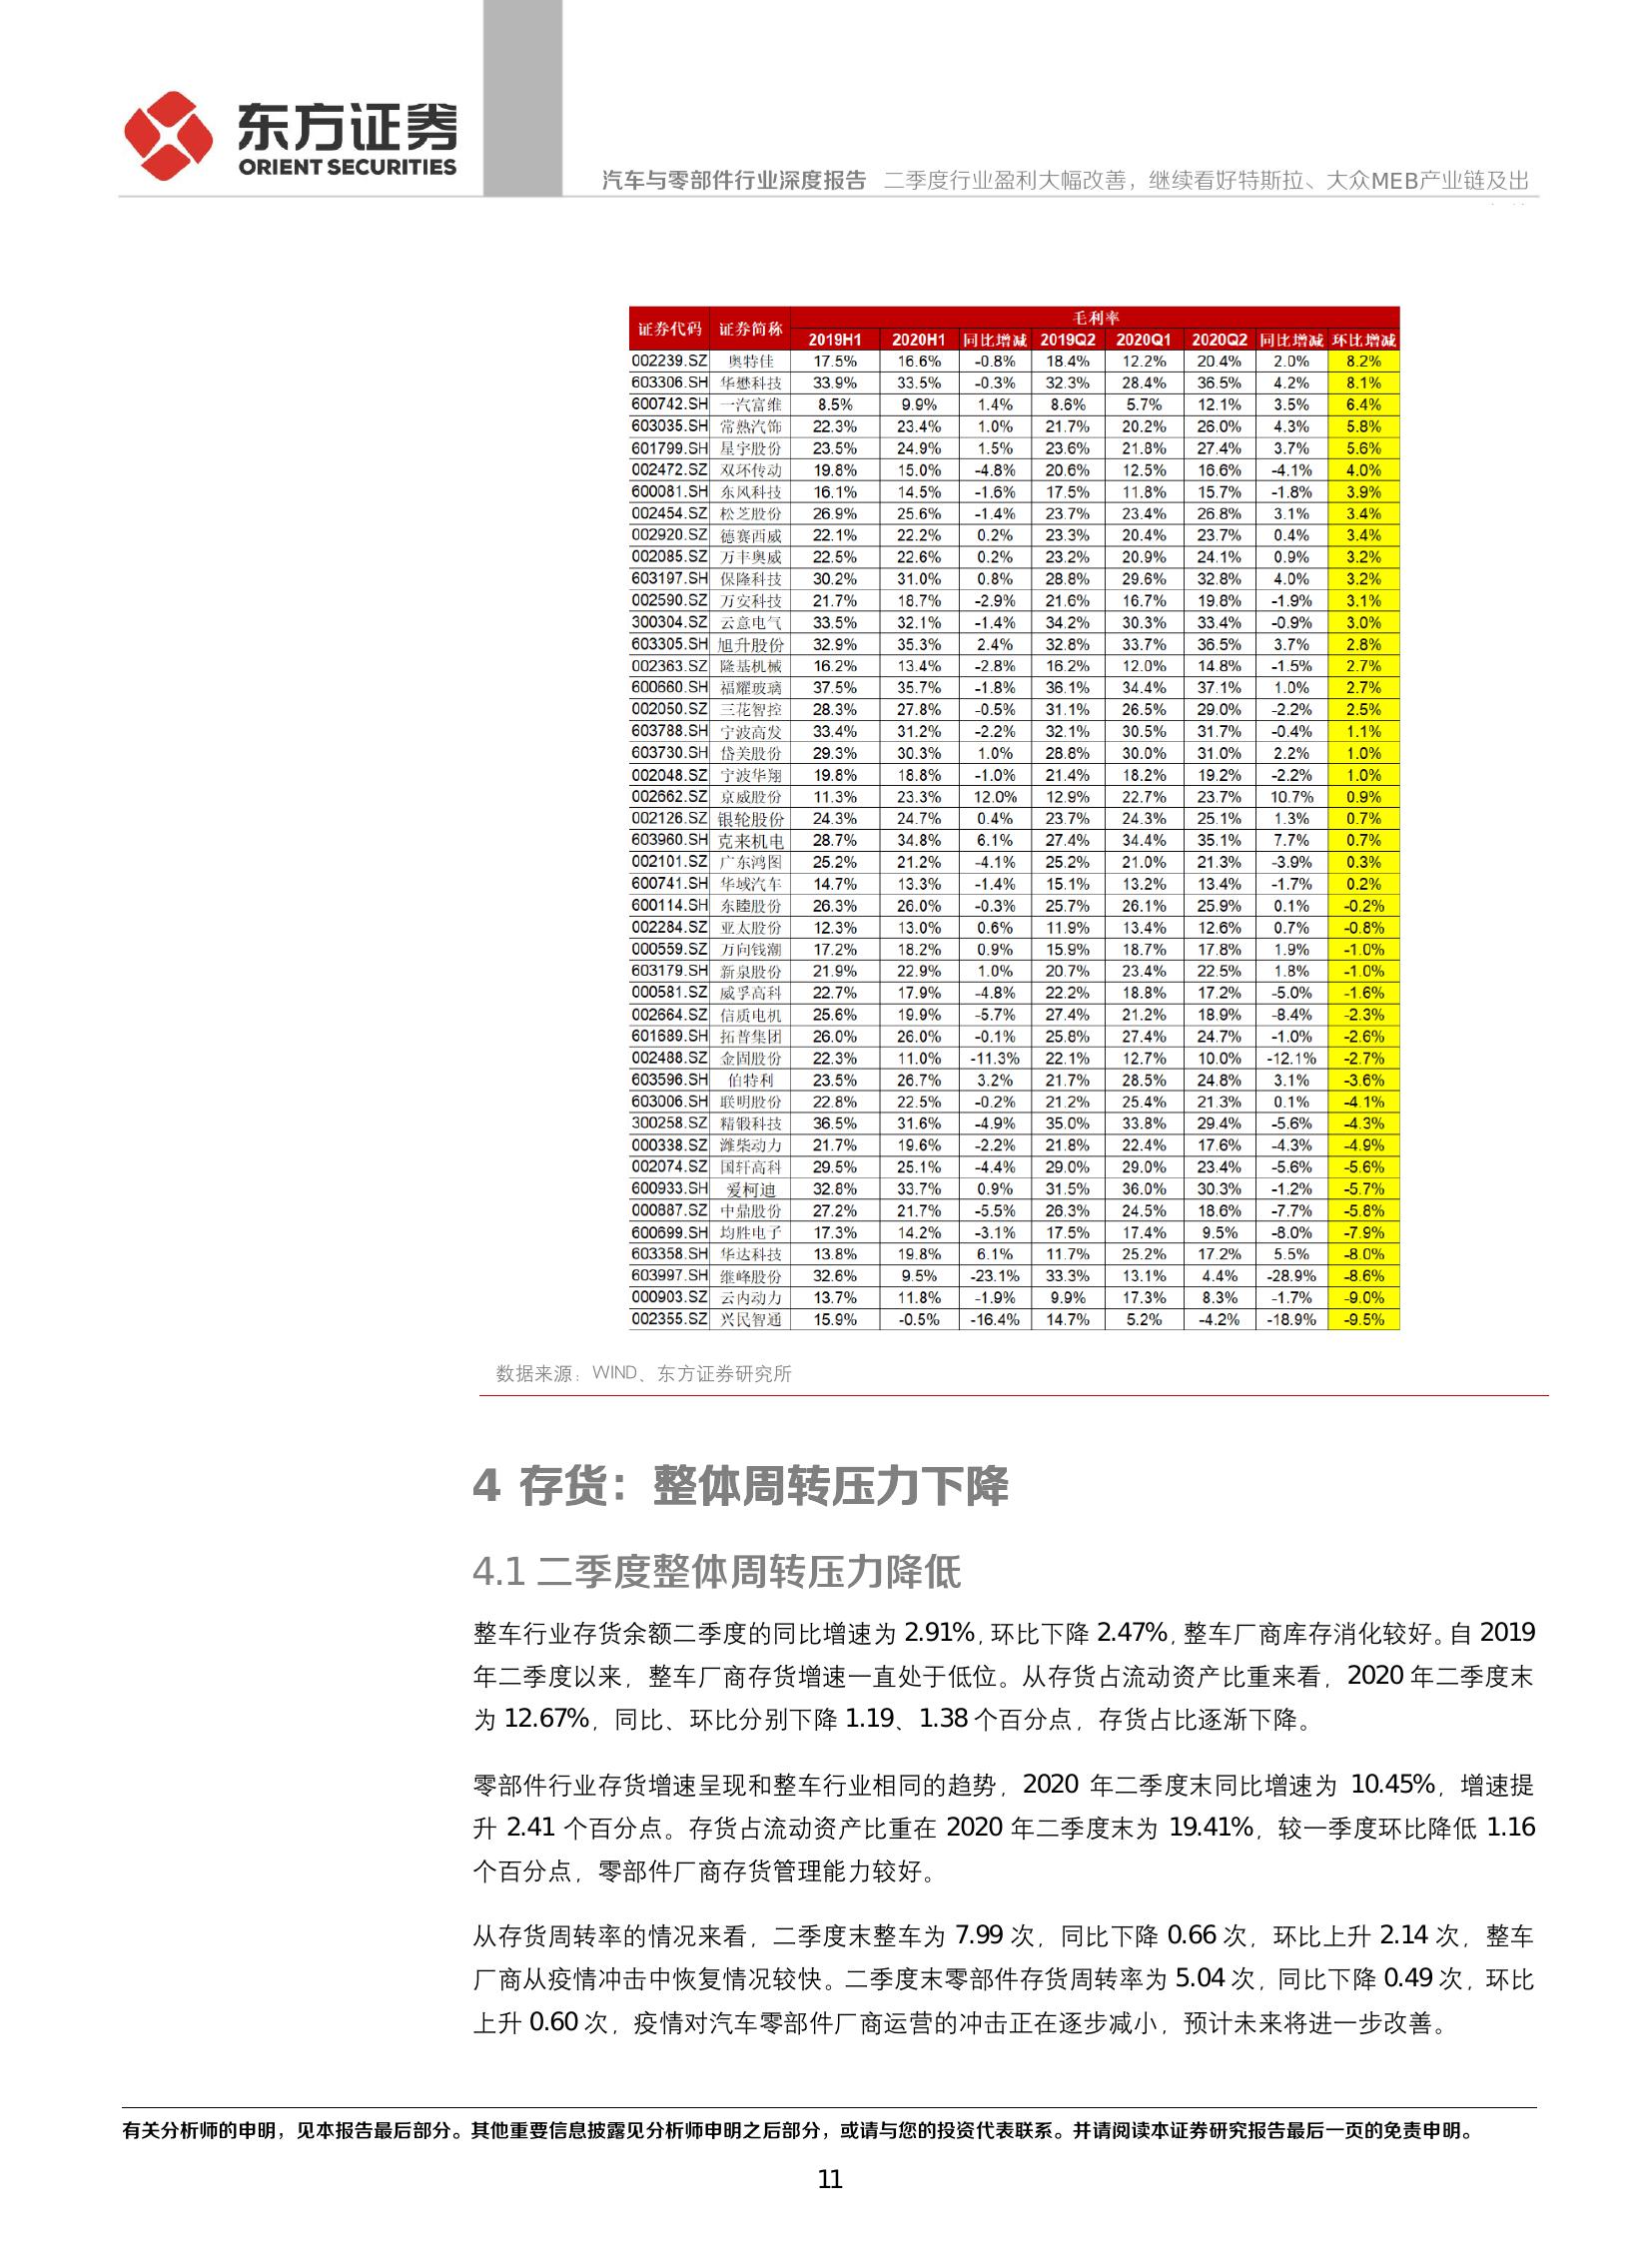 东方证券
ORIENT SECURITIES
汽车与零部件行业深度报告 二季度行业盈利大幅改善，继续看好特斯拉、大众MEB产业链及出
证券代码 证券简称 毛利率
2019H1 2020H1 同比增减 2019Q2 2020Q1 2020Q2 同比增减 环比增减
002239.SZ 奥特佳 17.5% 16.6% -0.8% 18.4% 12.2% 20.4% 2.0% 8.2%
603306.SH 华懋科技 33.9% 33.5% -0.3% 32.3% 28.4% 36.5% 4.2% 8.1%
600742.SH 一汽富维 8.5% 9.9% 1.4% 8.6% 5.7% 12.1% 3.5% 6.4%
603035.SH 常熟汽饰 22.3% 23.4% 1.0% 21.7% 20.2% 26.0% 4.3% 5.8%
601799.SH 星宇股份 23.5% 24.9% 1.5% 23.6% 21.8% 27.4% 3.7% 5.6%
002472.SZ 双环传动 19.8% 15.0% -4.8% 20.6% 12.5% 16.6% -4.1% 4.0%
600081.SH 东风科技 16.1% 14.5% -1.6% 17.5% 11.8% 15.7% -1.8% 3.9%
002454.SZ 松芝股份 26.9% 25.6% -1.4% 23.7% 23.4% 26.8% 3.1% 3.4%
002920.SZ 德赛西威 22.1% 22.2% 0.2% 23.3% 20.4% 23.7% 0.4% 3.4%
002085.SZ 万丰奥威 22.5% 22.6% 0.2% 23.2% 20.9% 24.1% 0.9% 3.2%
603197.SH 保隆科技 30.2% 31.0% 0.8% 28.8% 29.6% 32.8% 4.0% 3.2%
002590.SZ 万安科技 21.7% 18.7% -2.9% 21.6% 16.7% 19.8% -1.9% 3.1%
300304.SZ 云意电气 33.5% 32.1% -1.4% 34.2% 30.3% 33.4% -0.9% 3.0%
603305.SH 旭升股份 32.9% 35.3% 2.4% 32.8% 33.7% 36.5% 3.7% 2.8%
002363.SZ 隆基机械 16.2% 13.4% -2.8% 16.2% 12.0% 14.8% -1.5% 2.7%
600660.SH 福耀玻璃 37.5% 35.7% -1.8% 36.1% 34.4% 37.1% 1.0% 2.7%
002050.SZ 三花智控 28.3% 27.8% -0.5% 31.1% 26.5% 29.0% -2.2% 2.5%
603788.SH 宁波高发 33.4% 31.2% -2.2% 32.1% 30.5% 31.7% -0.4% 1.1%
603730.SH 岱美股份 29.3% 30.3% 1.0% 28.8% 30.0% 31.0% 2.2% 1.0%
002048.SZ 宁波华翔 19.8% 18.8% -1.0% 21.4% 18.2% 19.2% -2.2% 1.0%
002662.SZ 京威股份 11.3% 23.3% 12.0% 12.9% 22.7% 23.7% 10.7% 0.9%
002126.SZ 银轮股份 24.3% 24.7% 0.4% 23.7% 24.3% 25.1% 1.3% 0.7%
603960.SH 克来机电 28.7% 34.8% 6.1% 27.4% 34.4% 35.1% 7.7% 0.7%
002101.SZ 广东鸿图 25.2% 21.2% -4.1% 25.2% 21.0% 21.3% -3.9% 0.3%
600741.SH 华域汽车 14.7% 13.3% -1.4% 15.1% 13.2% 13.4% -1.7% 0.2%
600114.SH 东睦股份 26.3% 26.0% -0.3% 25.7% 26.1% 25.9% 0.1% -0.2%
002284.SZ 亚太股份 12.3% 13.0% 0.6% 11.9% 13.4% 12.6% 0.7% -0.8%
000559.SZ 万向钱潮 17.2% 18.2% 0.9% 15.9% 18.7% 17.8% 1.9% -1.0%
603179.SH 新泉股份 21.9% 22.9% 1.0% 20.7% 23.4% 22.5% 1.8% -1.0%
000581.SZ 威孚高科 22.7% 17.9% -4.8% 22.2% 18.8% 17.2% -5.0% -1.6%
002664.SZ 信质电机 25.6% 19.9% -5.7% 27.4% 21.2% 18.9% -8.4% -2.3%
601689.SH 拓普集团 26.0% 26.0% -0.1% 25.8% 27.4% 24.7% -1.0% -2.6%
002488.SZ 金固股份 22.3% 11.0% -11.3% 22.1% 12.7% 10.0% -12.1% -2.7%
603596.SH 伯特利 23.5% 26.7% 3.2% 21.7% 28.5% 24.8% 3.1% -3.6%
603006.SH 联明股份 22.8% 22.5% -0.2% 21.2% 25.4% 21.3% 0.1% -4.1%
300258.SZ 精锻科技 36.5% 31.6% -4.9% 35.0% 33.8% 29.4% -5.6% -4.3%
000338.SZ 潍柴动力 21.7% 19.6% -2.2% 21.8% 22.4% 17.6% -4.3% -4.9%
002074.SZ 国轩高科 29.5% 25.1% -4.4% 29.0% 29.0% 23.4% -5.6% -5.6%
600933.SH 爱柯迪 32.8% 33.7% 0.9% 31.5% 36.0% 30.3% -1.2% -5.7%
000887.SZ 中鼎股份 27.2% 21.7% -5.5% 26.3% 24.5% 18.6% -7.7% -5.8%
600699.SH 均胜电子 17.3% 14.2% -3.1% 17.5% 17.4% 9.5% -8.0% -7.9%
603358.SH 华达科技 13.8% 19.8% 6.1% 11.7% 25.2% 17.2% 5.5% -8.0%
603997.SH 继峰股份 32.6% 9.5% -23.1% 33.3% 13.1% 4.4% -28.9% -8.6%
000903.SZ 云内动力 13.7% 11.8% -1.9% 9.9% 17.3% 8.3% -1.7% -9.0%
002355.SZ 兴民智通 15.9% -0.5% -16.4% 14.7% 5.2% -4.2% -18.9% -9.5%
数据来源：WIND、东方证券研究所
4 存货：整体周转压力下降
4.1 二季度整体周转压力降低
整车行业存货余额二季度的同比增速为 2.91%，环比下降 2.47%，整车厂商库存消化较好。自 2019
年二季度以来，整车厂商存货增速一直处于低位。从存货占流动资产比重来看，2020 年二季度末
为 12.67%，同比、环比分别下降 1.19、1.38 个百分点，存货占比逐渐下降。
零部件行业存货增速呈现和整车行业相同的趋势，2020 年二季度末同比增速为 10.45%，增速提
升 2.41 个百分点。存货占流动资产比重在 2020 年二季度末为 19.41%，较一季度环比降低 1.16
个百分点，零部件厂商存货管理能力较好。
从存货周转率的情况来看，二季度末整车为 7.99 次，同比下降 0.66 次，环比上升 2.14 次，整车
厂商从疫情冲击中恢复情况较快。二季度末零部件存货周转率为 5.04 次，同比下降 0.49 次，环比
上升 0.60 次，疫情对汽车零部件厂商运营的冲击正在逐步减小，预计未来将进一步改善。
有关分析师的申明，见本报告最后部分。其他重要信息披露见分析师申明之后部分，或请与您的投资代表联系。并请阅读本证券研究报告最后一页的免责申明。
11